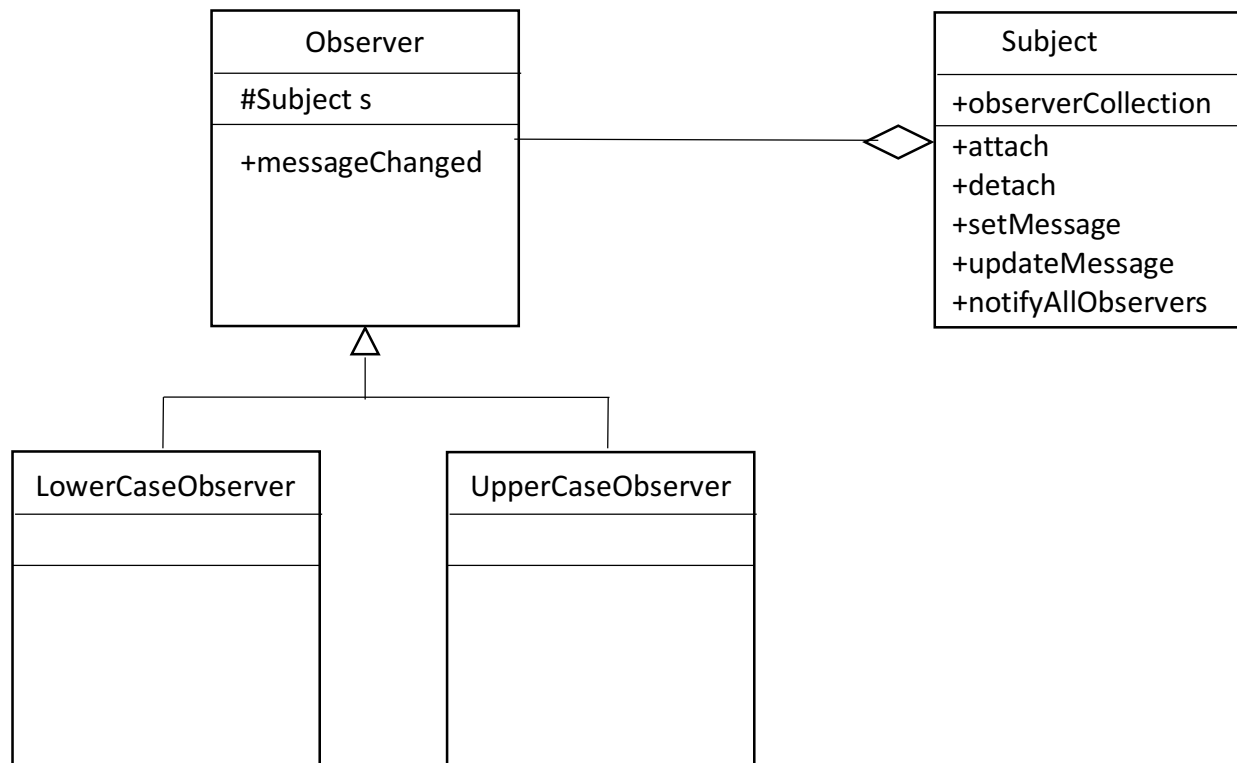 Observer
#Subject s
+messageChanged
Subject
+observerCollection
+attach
+detach
+setMessage
+updateMessage
+notifyAllObservers
LowerCaseObserver
UpperCaseObserver